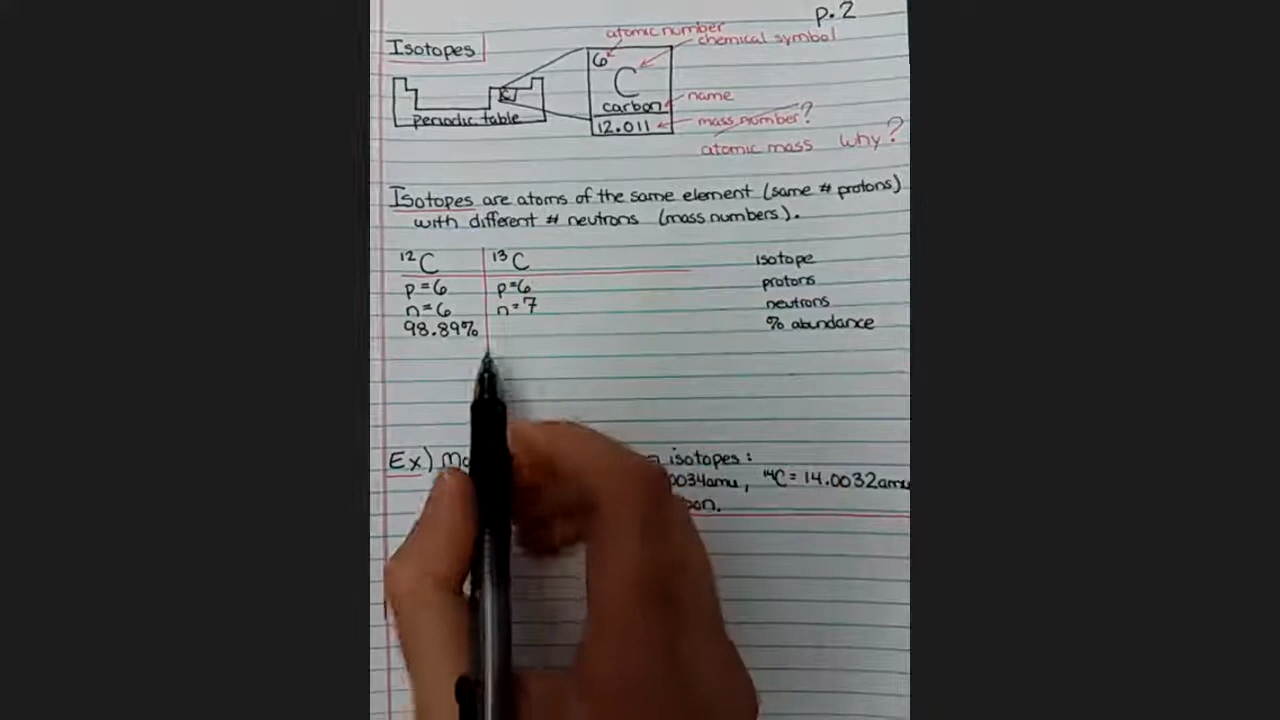 p.2
atomic number
chemical symbol
Isotopes
6
C
carbon
name
periodic table
12.011
mass number?
atomic mass why?
Isotopes are atoms of the same element (same # protons)
with different # neutrons (mass numbers).
12C 13C isotope
p=6 p=6 protons
n=6 n=7 neutrons
98.89% % abundance
Ex) isotopes:
0034amu, 14C = 14.0032amu